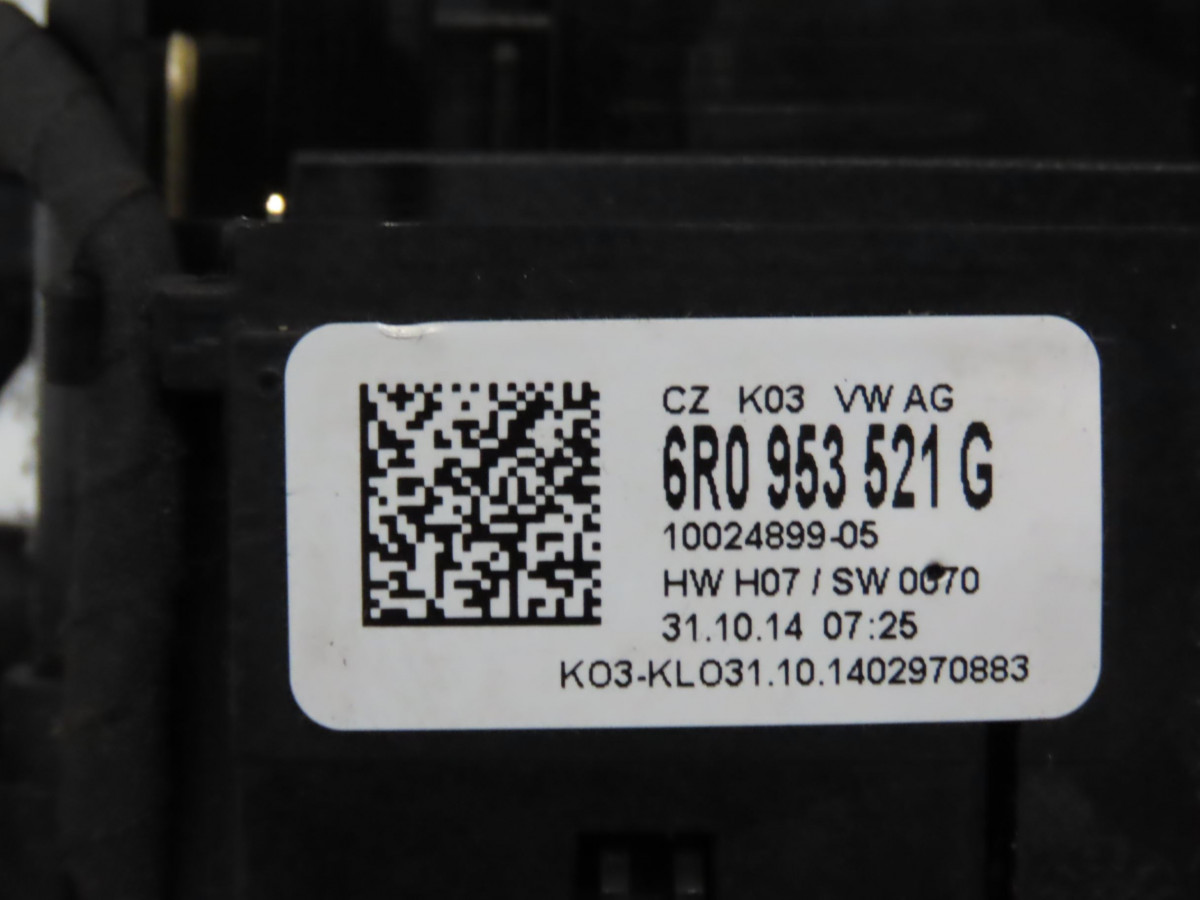 CZ K03 VW AG
6R0 953 521 G
10024899-05
HW H07 / SW 0070
31.10.14 07:25
K03-KLO31.10.1402970883